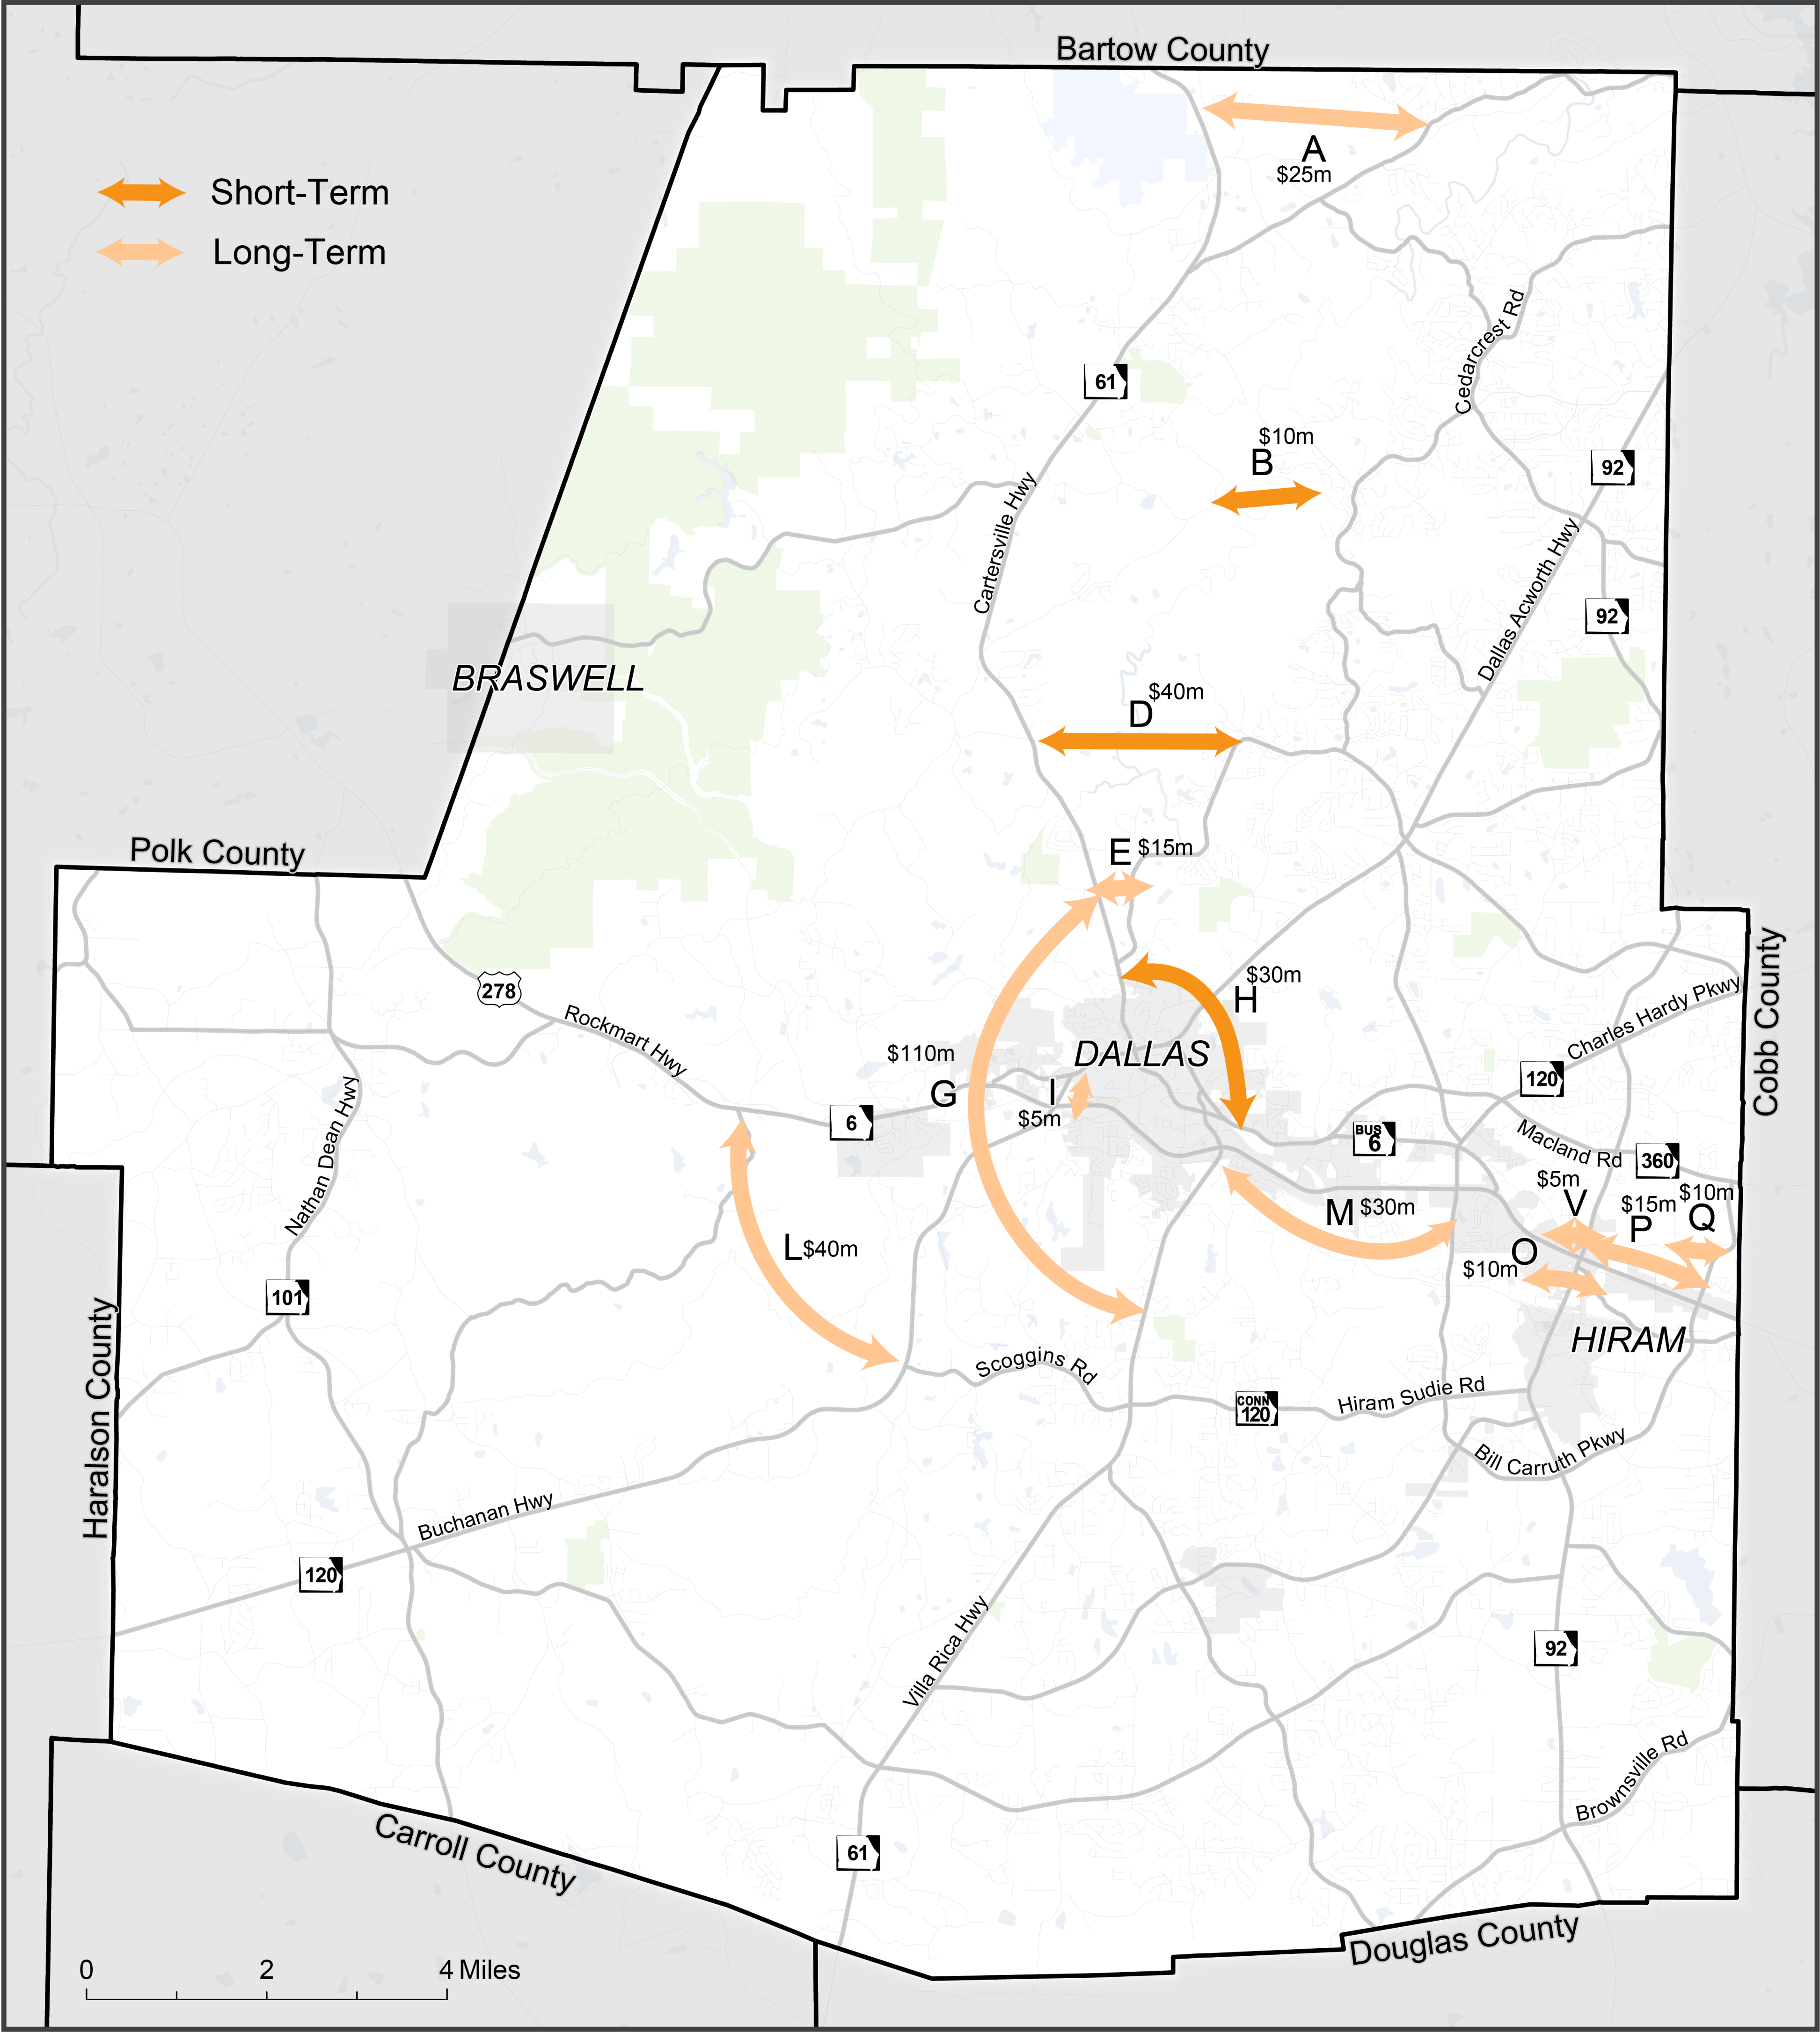 Bartow County
Short-Term
Long-Term
A
$25m
Cedarcrest Rd
61
$10m
B
92
Cartersville Hwy
Dallas Acworth Hwy
92
BRASWELL
$40m
D
Polk County
E $15m
Cobb County
278
$30m
H
Charles Hardy Pkwy
Rockmart Hwy
DALLAS
$110m
G
I
$5m
120
Nathan Dean Hwy
6
BUS
6
Macland Rd
360
$5m
V
$15m
P
$10m
Q
M $30m
L $40m
O
$10m
101
HIRAM
Haralson County
Scoggins Rd
CONN
120
Hiram Sudie Rd
Bill Carruth Pkwy
Buchanan Hwy
120
Villa Rica Hwy
92
Brownsville Rd
Carroll County
61
Douglas County
0 2 4 Miles